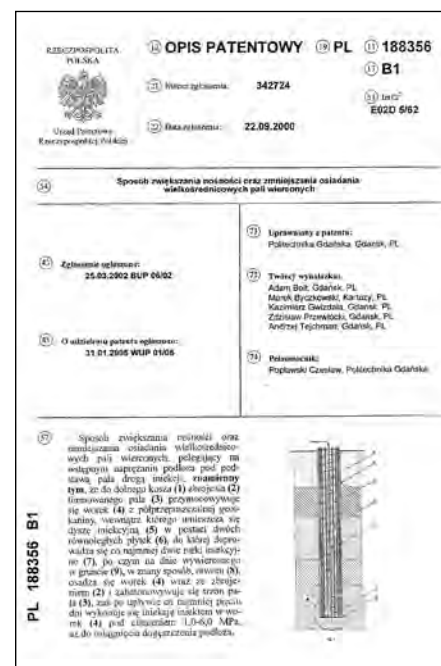 RZECZPOSPOLITA
POLSKA
Urząd Patentowy
Rzeczypospolitej Polskiej
(12) OPIS PATENTOWY (19) PL (11) 188356
(13) B1
(21) Numer zgłoszenia: 342724
(22) Data zgłoszenia: 22.09.2000
(51) Int.Cl.7
E02D 5/62
(54) Sposób zwiększania nośności oraz zmniejszania osiadania
wielkośrednicowych pali wierconych
(43) Zgłoszenie ogłoszono:
25.03.2002 BUP 06/02
(45) O udzieleniu patentu ogłoszono:
31.01.2005 WUP 01/05
(73) Uprawniony z patentu:
Politechnika Gdańska, Gdańsk, PL
(72) Twórcy wynalazku:
Adam Bolt, Gdańsk, PL
Marek Byczkowski, Kartuzy, PL
Kazimierz Gwizdała, Gdańsk, PL
Zdzisław Przewłócki, Gdańsk, PL
Andrzej Tejchman, Gdańsk, PL
(74) Pełnomocnik:
Popławski Czesław, Politechnika Gdańska
(57) Sposób zwiększania nośności oraz
zmniejszania osiadania wielkośrednico-
wych pali wierconych, polegający na
wstępnym naprężaniu podłoża pod pod-
stawą pala drogą iniekcji, znamienny
tym, że do dolnego kosza (1) zbrojenia (2)
formowanego pala (3) przymocowywuje
się worek (4) z półprzepuszczalnej geot-
kaniny, wewnątrz którego umieszcza się
dyszę iniekcyjną (5) w postaci dwóch
równoległych płytek (6), do której dopro-
wadza się co najmniej dwie rurki iniekcyj-
ne (7), po czym na dnie wywierconego
w gruncie (9), w znany sposób, otworu (8),
osadza się worek (4) wraz ze zbroje-
niem (2) i zabetonowywuje się trzon pa-
la (3), zaś po upływie co najmniej pięciu
dni wykonuje się iniekcję iniektem w wo-
rek (4) pod ciśnieniem 1,0-6,0 MPa,
aż do osiągnięcia dogęszczenia podłoża.
PL 188356 B1